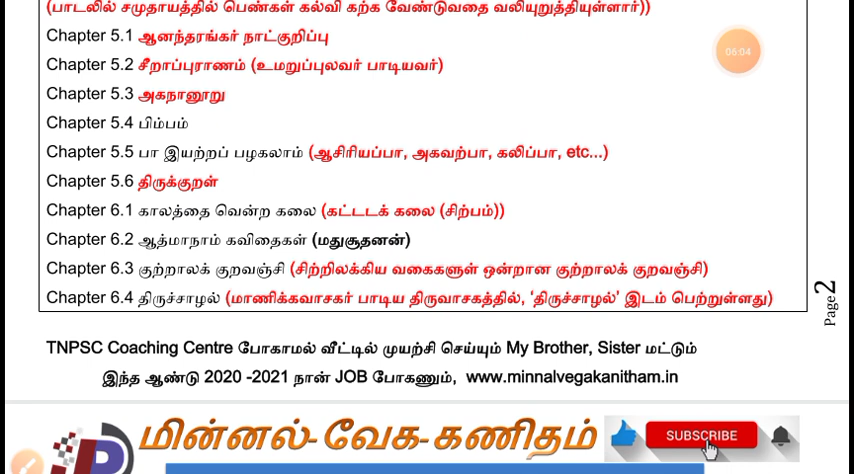 (பாடலில் சமுதாயத்தில் பெண்கள் கல்வி கற்க வேண்டுவதை வலியுறுத்தியுள்ளார்))
Chapter 5.1 ஆனந்தரங்கர் நாட்குறிப்பு
06:04
Chapter 5.2 சீறாப்புராணம் (உமறுப்புலவர் பாடியவர்)
Chapter 5.3 அகநானூறு
Chapter 5.4 பிம்பம்
Chapter 5.5 பா இயற்றப் பழகலாம் (ஆசிரியப்பா, அகவற்பா, கலிப்பா, etc...)
Chapter 5.6 திருக்குறள்
Chapter 6.1 காலத்தை வென்ற கலை (கட்டடக் கலை (சிற்பம்))
Chapter 6.2 ஆத்மாநாம் கவிதைகள் (மதுசூதனன்)
Chapter 6.3 குற்றாலக் குறவஞ்சி (சிற்றிலக்கிய வகைகளுள் ஒன்றான குற்றாலக் குறவஞ்சி)
Chapter 6.4 திருச்சாழல் (மாணிக்கவாசகர் பாடிய திருவாசகத்தில், 'திருச்சாழல்' இடம் பெற்றுள்ளது)
Page 2
TNPSC Coaching Centre போகாமல் வீட்டில் முயற்சி செய்யும் My Brother, Sister மட்டும்
இந்த ஆண்டு 2020 -2021 நான் JOB போகணும், www.minnalvegakanitham.in
மின்னல்-வேக-கணிதம்
SUBSCRIBE